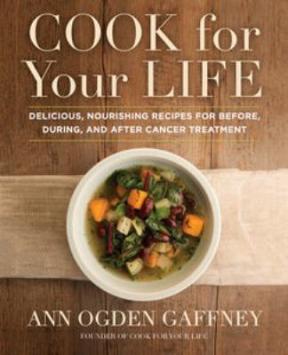 COOK for
Your LIFE
DELICIOUS, NOURISHING RECIPES FOR BEFORE,
DURING, AND AFTER CANCER TREATMENT
ANN OGDEN GAFFNEY
FOUNDER OF COOK FOR YOUR LIFE